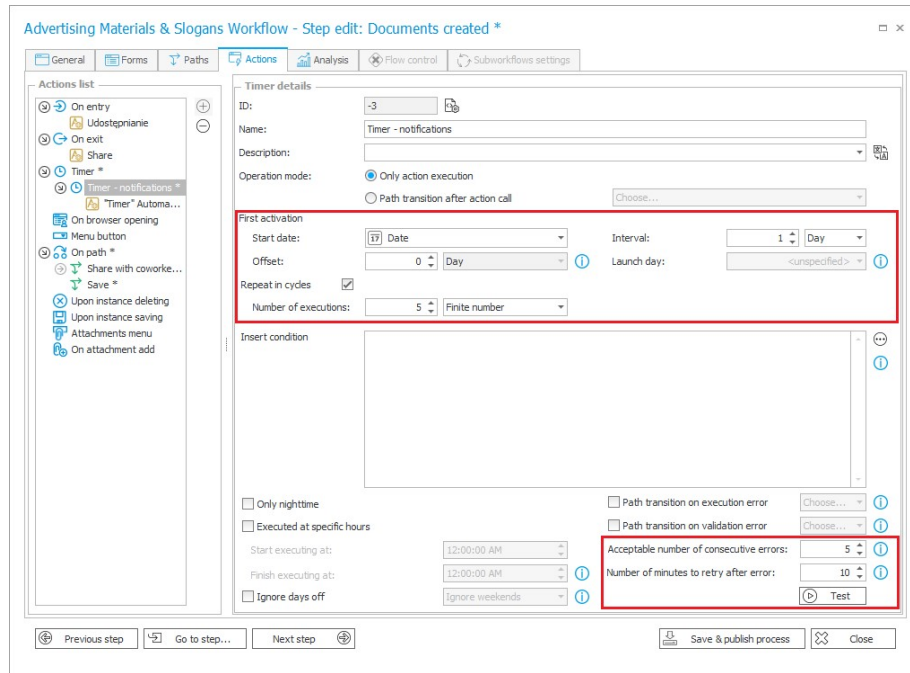 Advertising Materials & Slogans Workflow - Step edit: Documents created *
General Forms Paths Actions Analysis Flow control Subworkflows settings
Actions list
On entry
Udostępnianie
On exit
Share
Timer *
Timer - notifications *
"Timer" Automa...
On browser opening
Menu button
On path *
Share with coworke...
Save *
Upon instance deleting
Upon instance saving
Attachments menu
On attachment add
Timer details
ID: -3
Name: Timer - notifications
Description:
Operation mode: Only action execution
Path transition after action call Choose...
First activation
Start date: 17 Date Interval: 1 Day
Offset: 0 Day Launch day: <unspecified>
Repeat in cycles
Number of executions: 5 Finite number
Insert condition
Only nighttime Path transition on execution error Choose...
Executed at specific hours Path transition on validation error Choose...
Start executing at: 12:00:00 AM Acceptable number of consecutive errors: 5
Finish executing at: 12:00:00 AM Number of minutes to retry after error: 10
Ignore days off Ignore weekends Test
Previous step Go to step... Next step Save & publish process Close